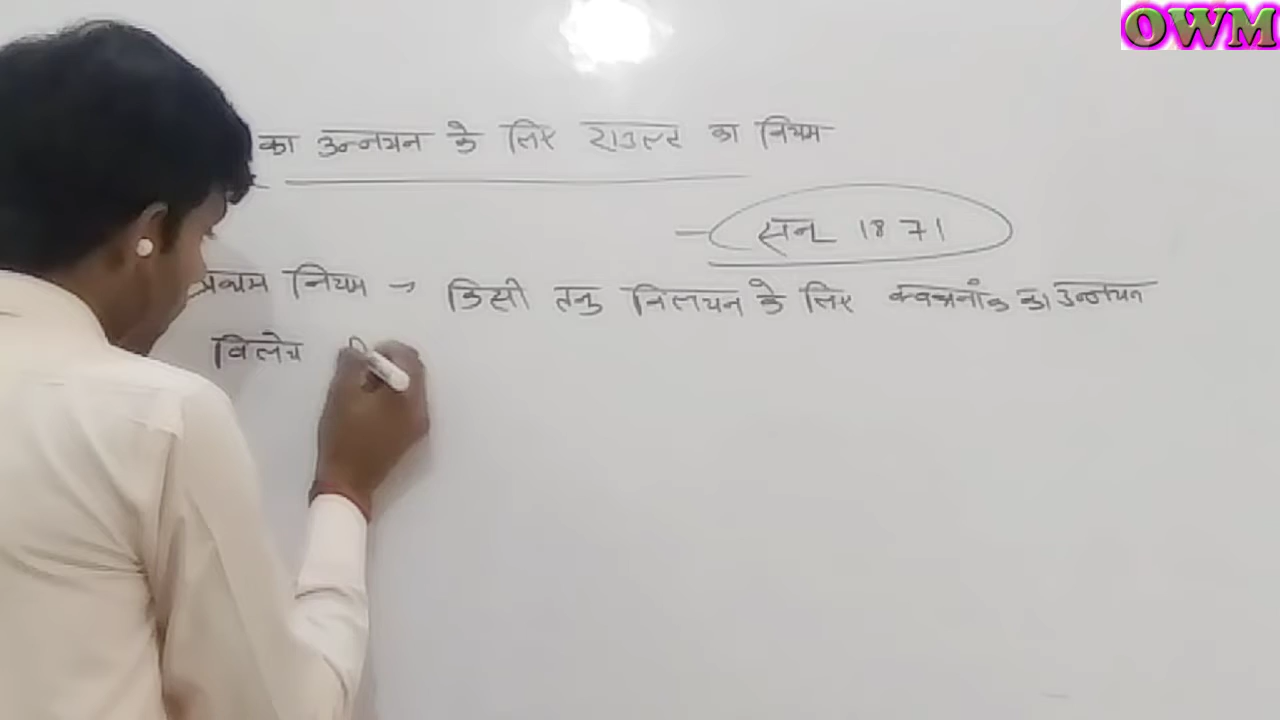 OWM
का उन्नयन के लिए राउल्ट का नियम
सन् 1871
प्रथम नियम → किसी तनु विलयन के लिए क्वथनांक का उन्नयन
विलेय